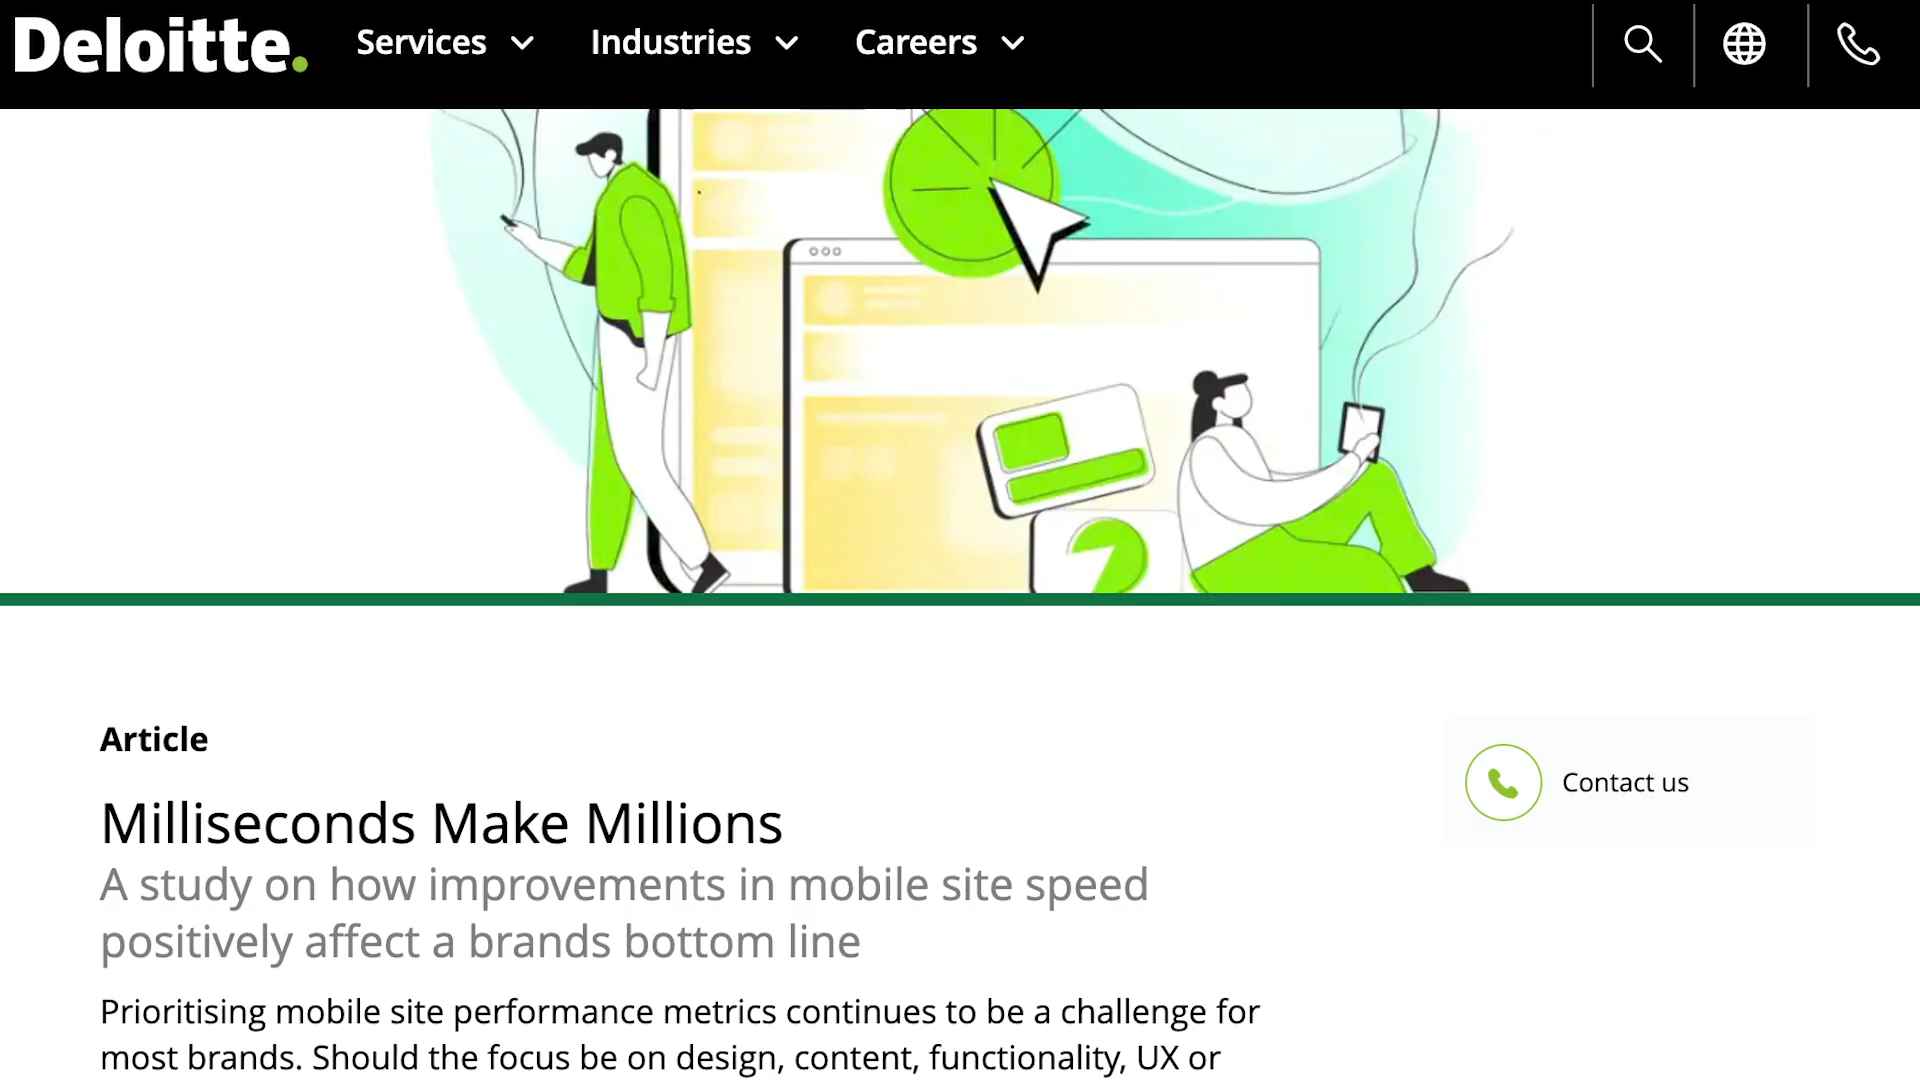 Deloitte.
Services
Industries
Careers
Article
Milliseconds Make Millions
A study on how improvements in mobile site speed
positively affect a brands bottom line
Prioritising mobile site performance metrics continues to be a challenge for
most brands. Should the focus be on design, content, functionality, UX or
Contact us